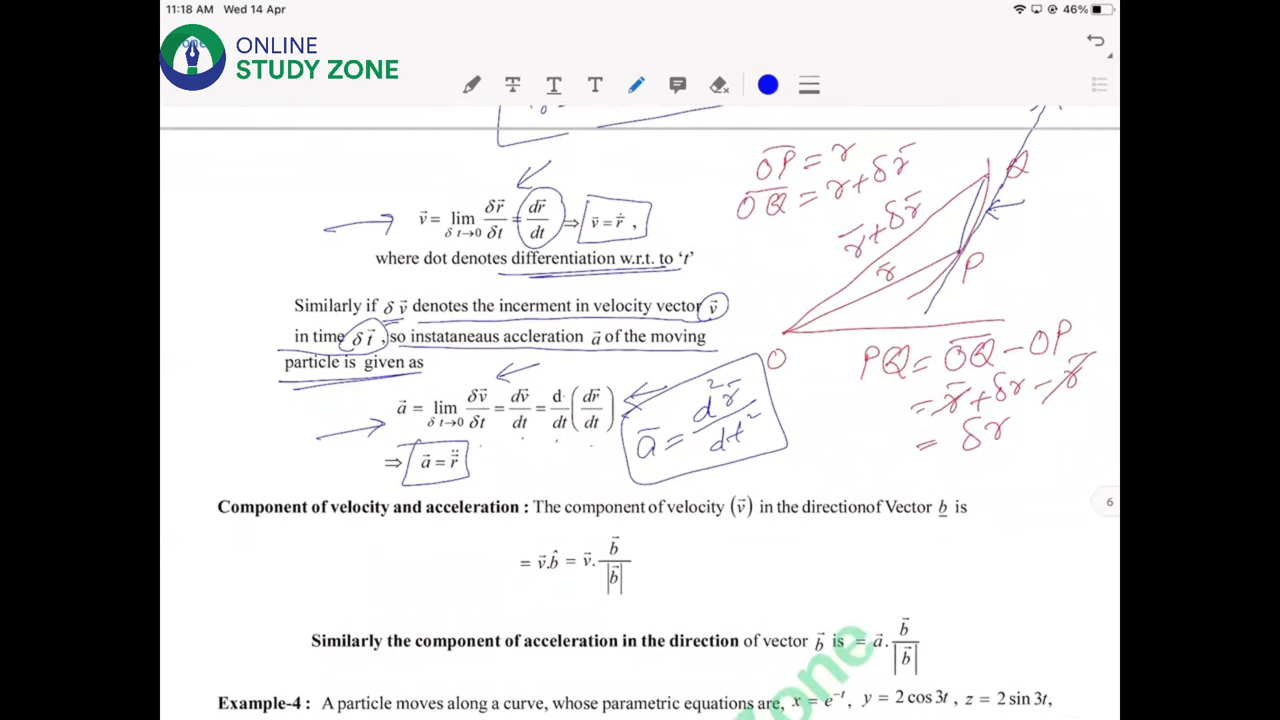 11:18 AM Wed 14 Apr
46%
ONLINE
STUDY ZONE
T T T
v⃗ = lim δ t→0 δr⃗/δt = dr⃗/dt ⇒ v⃗ = ṙ⃗ ,
where dot denotes differentiation w.r.t. to ‘t’
Similarly if δ v⃗ denotes the incerment in velocity vector v⃗
in time δ t⃗ , so instataneaus accleration a⃗ of the moving
particle is given as
a⃗ = lim δ t→0 δv⃗/δt = dv⃗/dt = d/dt (dr⃗/dt)
⇒ a⃗ = r̈⃗
a̅ = d²r̅/dt²
OP̅ = r
OQ̅ = r + δr̅
r̅ + δr̅
r̅
Q
P
O
PQ = OQ̅ − OP
= r̅ + δr − r̅
= δr
6
Component of velocity and acceleration : The component of velocity (v⃗) in the directionof Vector b is
= v⃗.b̂ = v⃗. b⃗/|b⃗|
Similarly the component of acceleration in the direction of vector b⃗ is = a⃗. b⃗/|b⃗|
zone
Example-4 : A particle moves along a curve, whose parametric equations are, x = e⁻ᵗ, y = 2 cos 3t , z = 2 sin 3t,